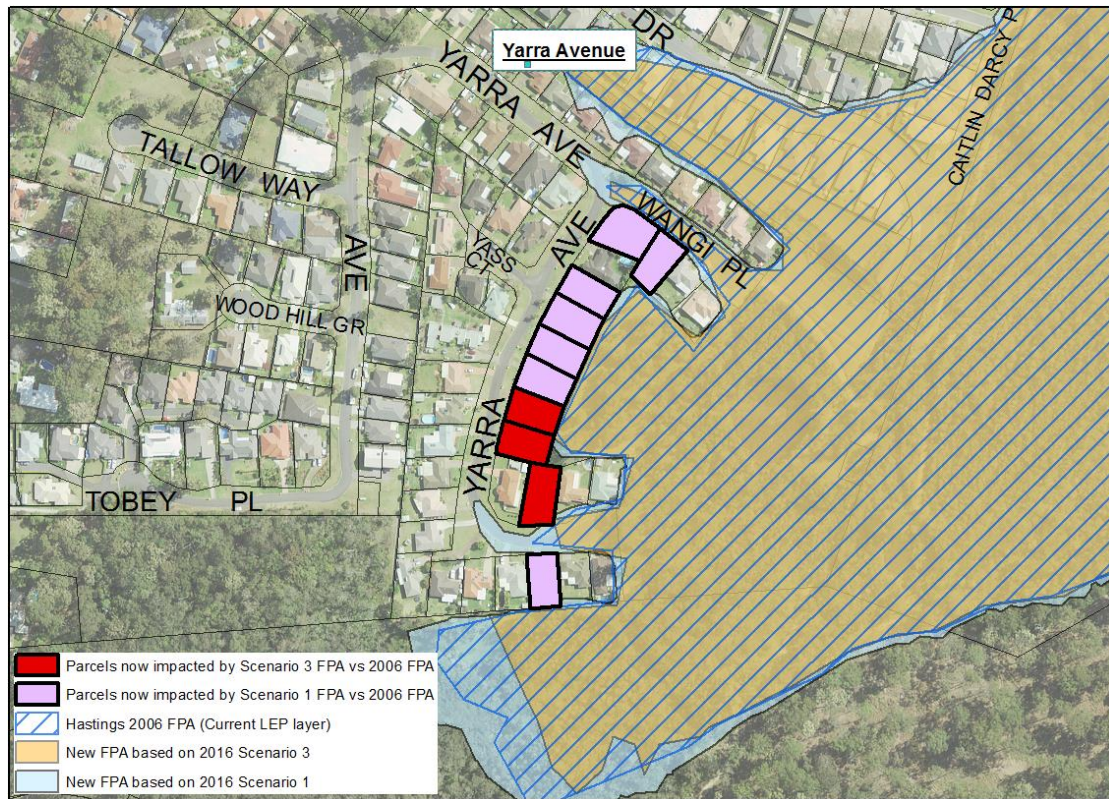 Yarra Avenue
DR
YARRA AVE
CAITLIN DARCY P
TALLOW WAY
WANGI PL
AVE
YASS
CT
AVE
WOOD HILL GR
YARRA
TOBEY PL
Parcels now impacted by Scenario 3 FPA vs 2006 FPA
Parcels now impacted by Scenario 1 FPA vs 2006 FPA
Hastings 2006 FPA (Current LEP layer)
New FPA based on 2016 Scenario 3
New FPA based on 2016 Scenario 1